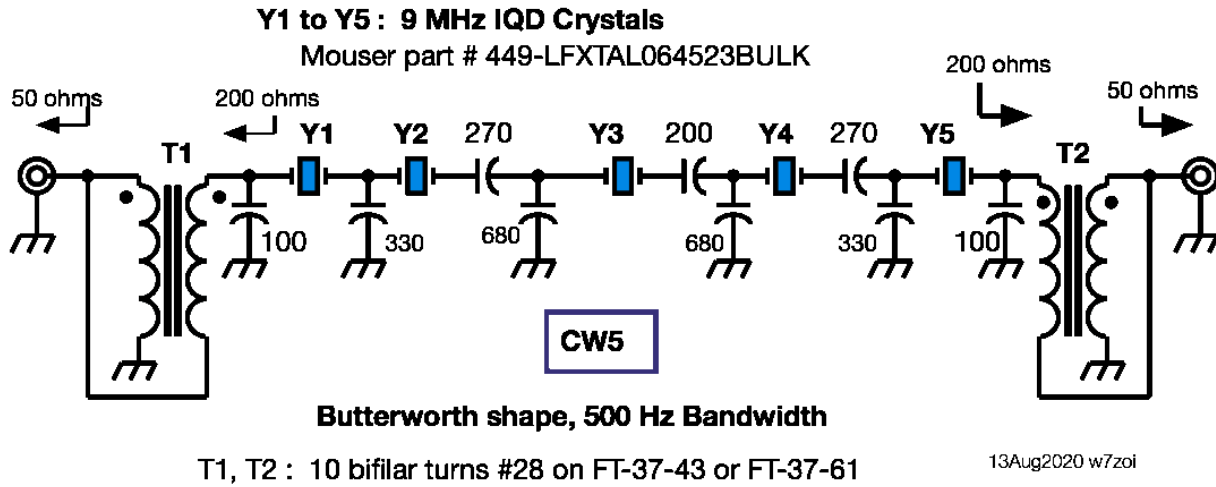 Y1 to Y5 : 9 MHz IQD Crystals
Mouser part # 449-LFXTAL064523BULK
50 ohms
200 ohms
200 ohms
50 ohms
T1
Y1
Y2
270
Y3
200
Y4
270
Y5
T2
100
330
680
680
330
100
CW5
Butterworth shape, 500 Hz Bandwidth
T1, T2 : 10 bifilar turns #28 on FT-37-43 or FT-37-61
13Aug2020 w7zoi